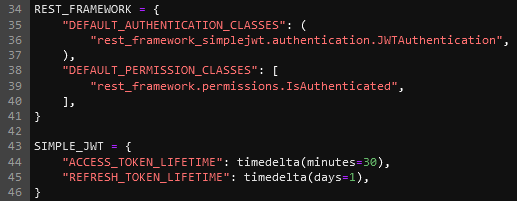 34 REST_FRAMEWORK = {
35     "DEFAULT_AUTHENTICATION_CLASSES": (
36         "rest_framework_simplejwt.authentication.JWTAuthentication",
37     ),
38     "DEFAULT_PERMISSION_CLASSES": [
39         "rest_framework.permissions.IsAuthenticated",
40     ],
41 }
42
43 SIMPLE_JWT = {
44     "ACCESS_TOKEN_LIFETIME": timedelta(minutes=30),
45     "REFRESH_TOKEN_LIFETIME": timedelta(days=1),
46 }